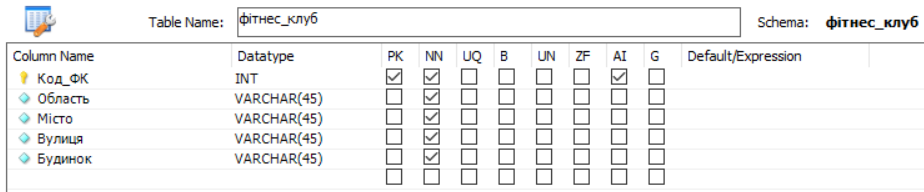 Table Name: фітнес_клуб Schema: фітнес_клуб
Column Name Datatype PK NN UQ B UN ZF AI G Default/Expression
Код_ФК INT
Область VARCHAR(45)
Місто VARCHAR(45)
Вулиця VARCHAR(45)
Будинок VARCHAR(45)